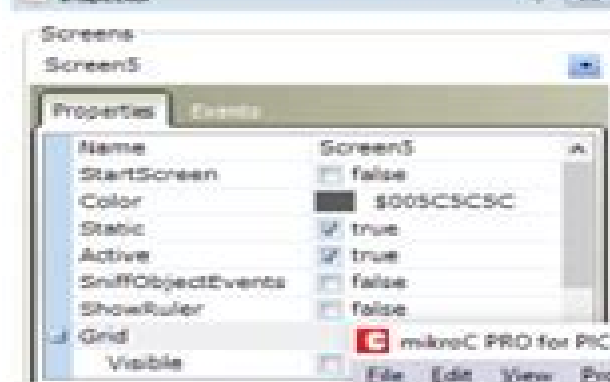 Screens
Screen5
Properties Events
Name Screen5
StartScreen false
Color $005C5C5C
Static true
Active true
SniffObjectEvents false
ShowRuler false
Grid
Visible
mikroC PRO for PIC
File Edit View